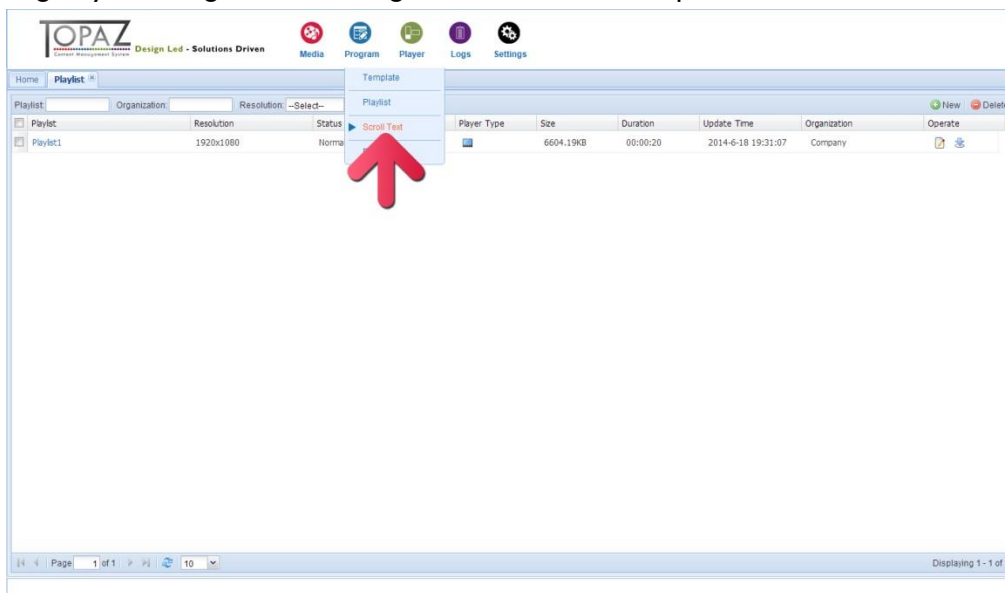 TOPAZ
Content Management System
Design Led - Solutions Driven
Media Program Player Logs Settings
Home Playlist
Template
Playlist
Scroll Text
Playlist: Organization: Resolution: --Select--
New Delete
Playlist Resolution Status Player Type Size Duration Update Time Organization Operate
Playlist1 1920x1080 Norma 6604.19KB 00:00:20 2014-6-18 19:31:07 Company
Page 1 of 1 10 Displaying 1 - 1 of